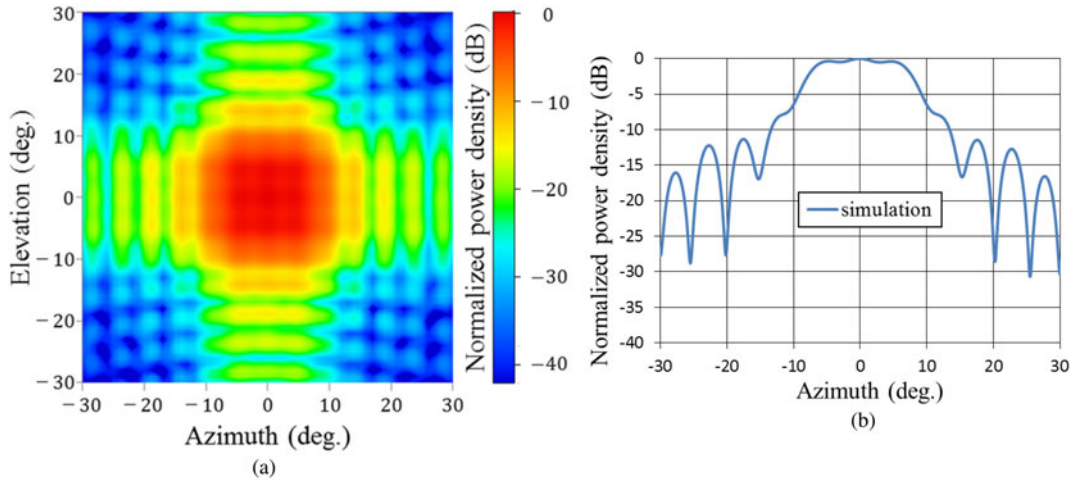 30
20
10
0
−10
−20
−30
Elevation (deg.)
−30 −20 −10 0 10 20 30
Azimuth (deg.)
(a)
0
−10
−20
−30
−40
Normalized power density (dB)
0
-5
-10
-15
-20
-25
-30
-35
-40
Normalized power density (dB)
simulation
-30 -20 -10 0 10 20 30
Azimuth (deg.)
(b)